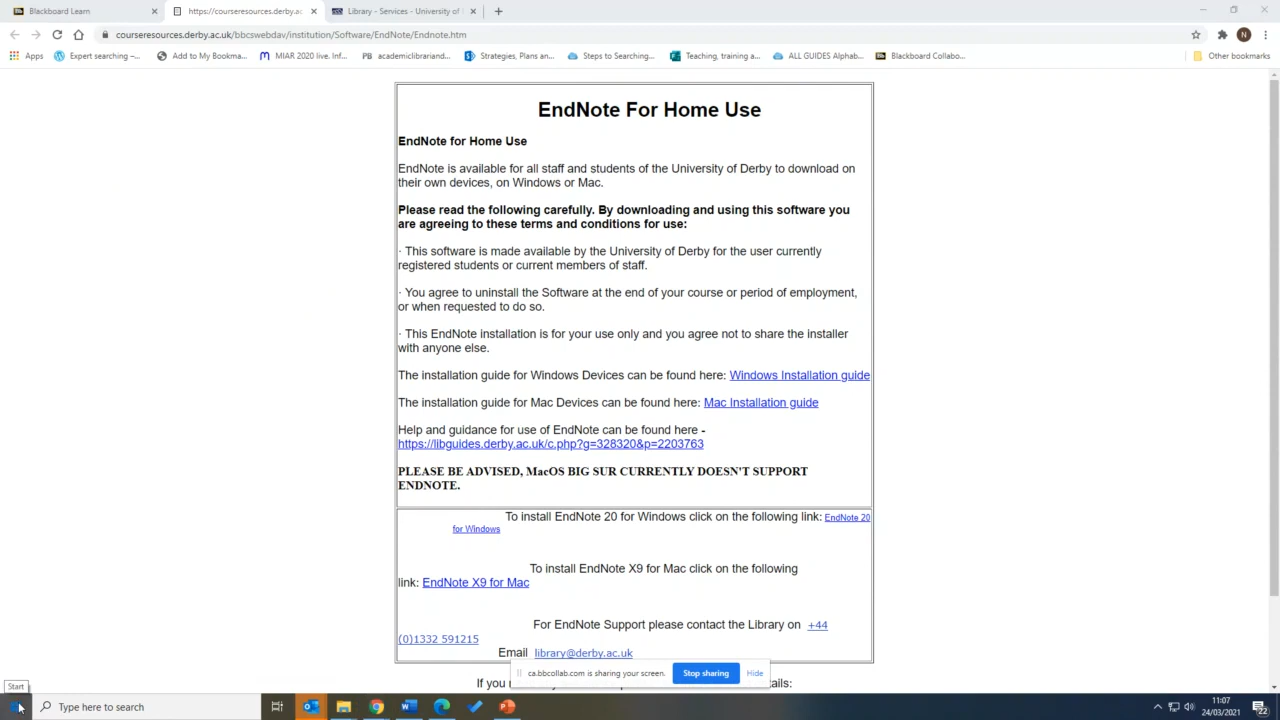 Blackboard Learn
https://courseresources.derby.ac
Library - Services - University of
courseresources.derby.ac.uk/bbcswebdav/institution/Software/EndNote/Endnote.htm
N
Apps
Expert searching –...
Add to My Bookma...
MIAR 2020 live. Inf...
PB academiclibrariand...
Strategies, Plans an...
Steps to Searching...
Teaching, training a...
ALL GUIDES Alphab...
Blackboard Collabo...
Other bookmarks
EndNote For Home Use
EndNote for Home Use
EndNote is available for all staff and students of the University of Derby to download on
their own devices, on Windows or Mac.
Please read the following carefully. By downloading and using this software you
are agreeing to these terms and conditions for use:
· This software is made available by the University of Derby for the user currently
registered students or current members of staff.
· You agree to uninstall the Software at the end of your course or period of employment,
or when requested to do so.
· This EndNote installation is for your use only and you agree not to share the installer
with anyone else.
The installation guide for Windows Devices can be found here: Windows Installation guide
The installation guide for Mac Devices can be found here: Mac Installation guide
Help and guidance for use of EndNote can be found here -
https://libguides.derby.ac.uk/c.php?g=328320&p=2203763
PLEASE BE ADVISED, MacOS BIG SUR CURRENTLY DOESN'T SUPPORT
ENDNOTE.
To install EndNote 20 for Windows click on the following link: EndNote 20
for Windows
To install EndNote X9 for Mac click on the following
link: EndNote X9 for Mac
For EndNote Support please contact the Library on +44
(0)1332 591215
Email library@derby.ac.uk
ca.bbcollab.com is sharing your screen.
Stop sharing
Hide
If you
tails:
Start
Type here to search
11:07
24/03/2021
22